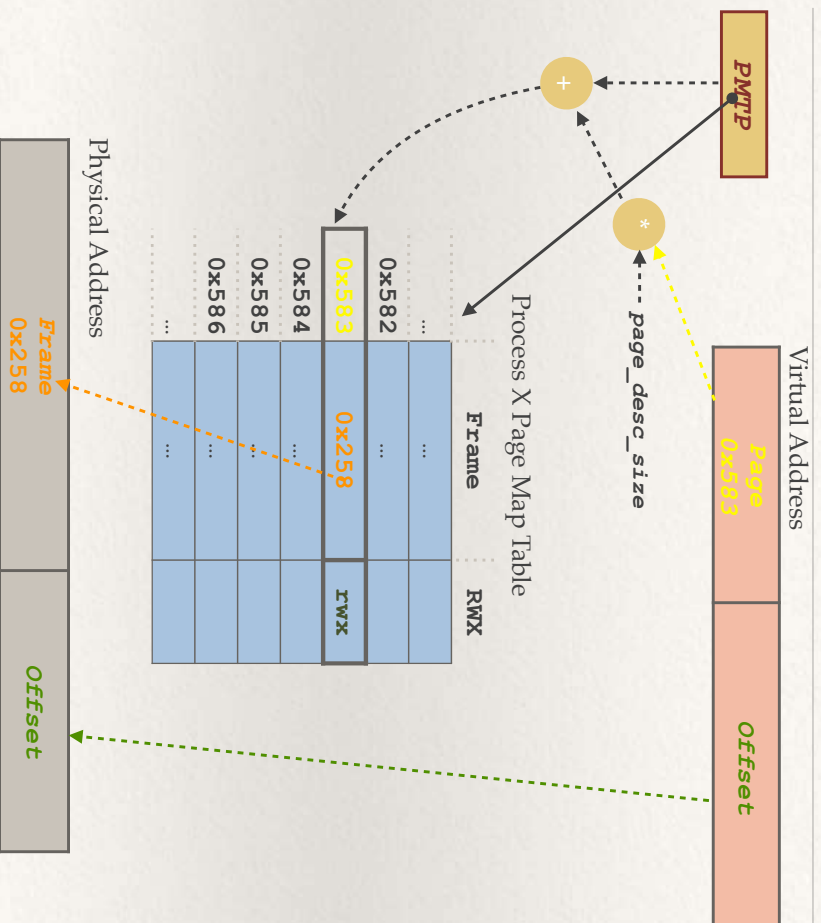 Virtual Address
PMTP
Page
0x583
Offset
*
page_desc_size
+
Process X Page Map Table
Frame
RWX
...
...
0x582
...
0x583
0x258
rwx
0x584
...
0x585
...
0x586
...
...
...
Physical Address
Frame
0x258
Offset